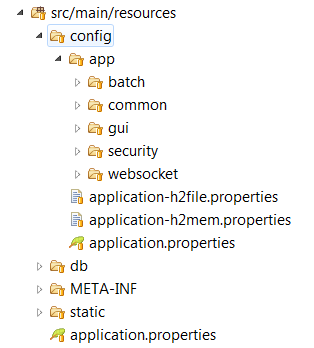 src/main/resources
config
app
batch
common
gui
security
websocket
application-h2file.properties
application-h2mem.properties
application.properties
db
META-INF
static
application.properties